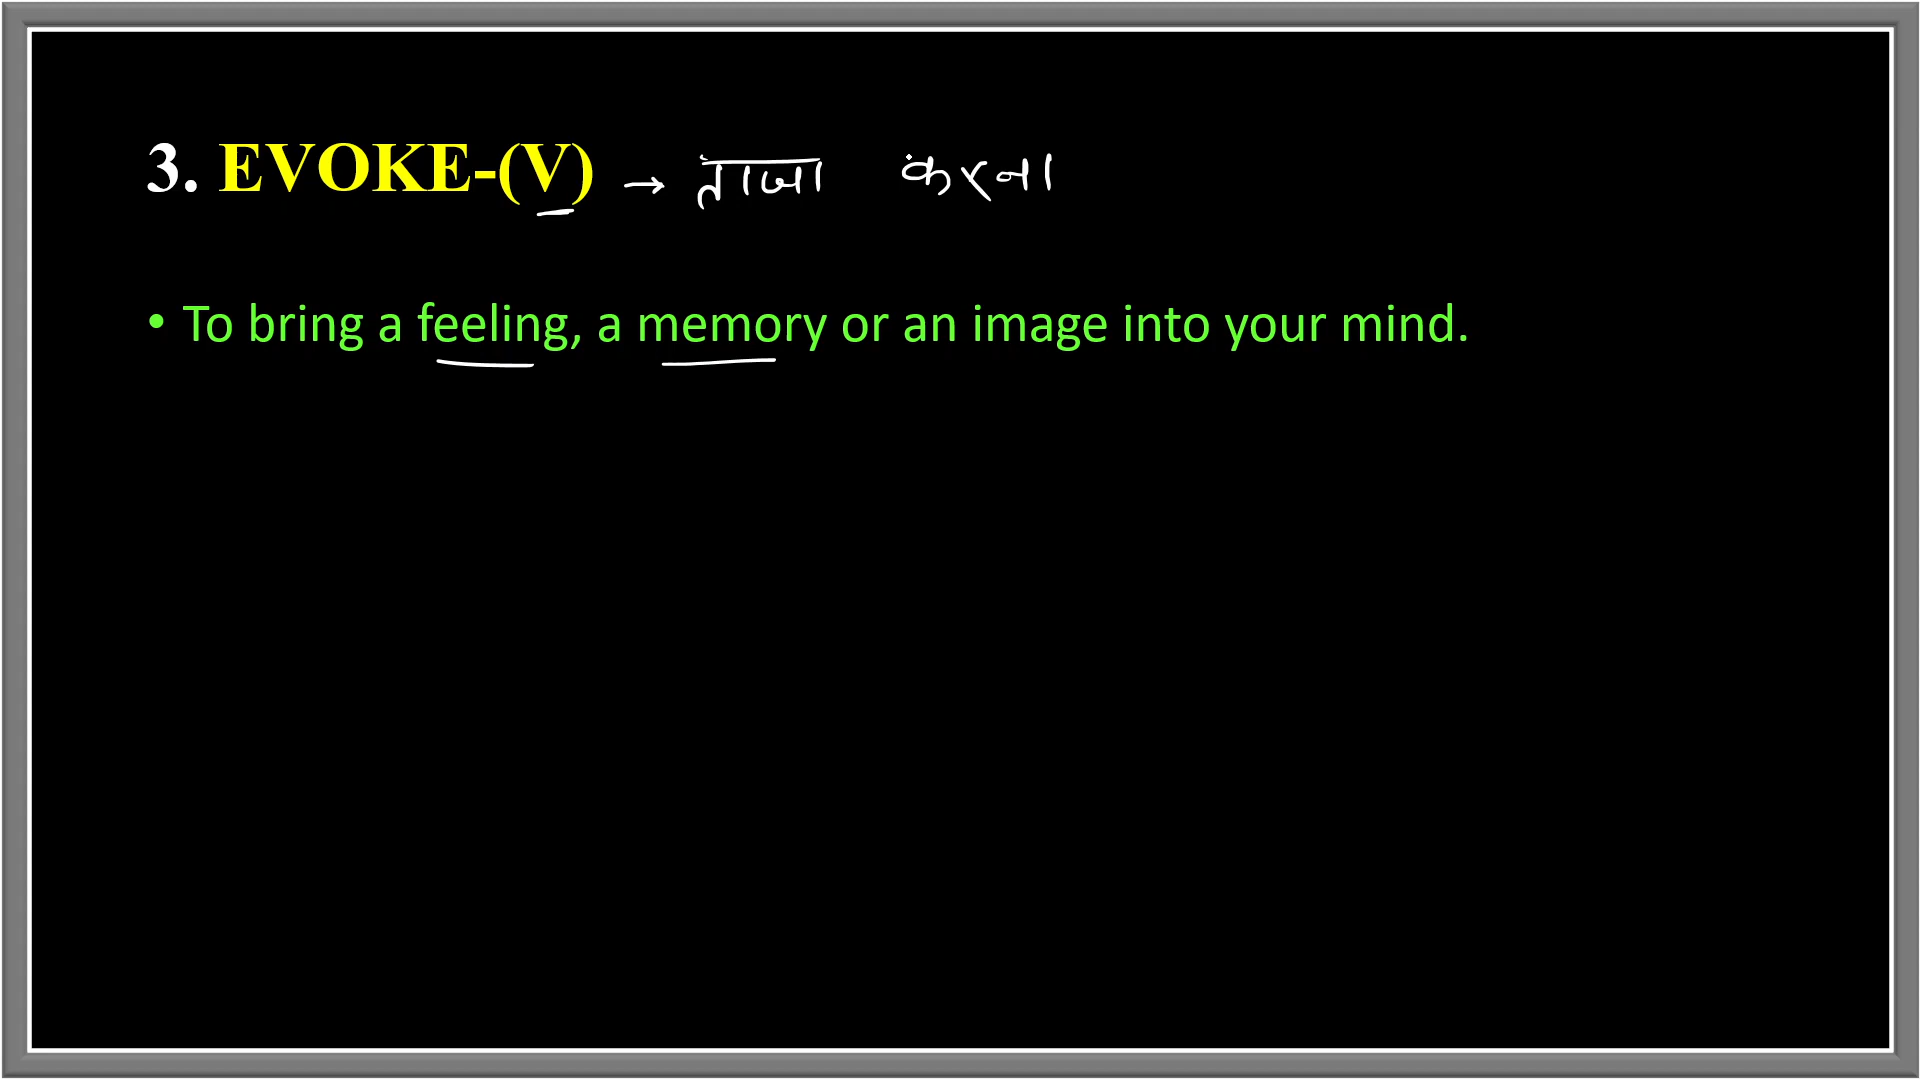 3. EVOKE-(V) → ताजा करना
• To bring a feeling, a memory or an image into your mind.